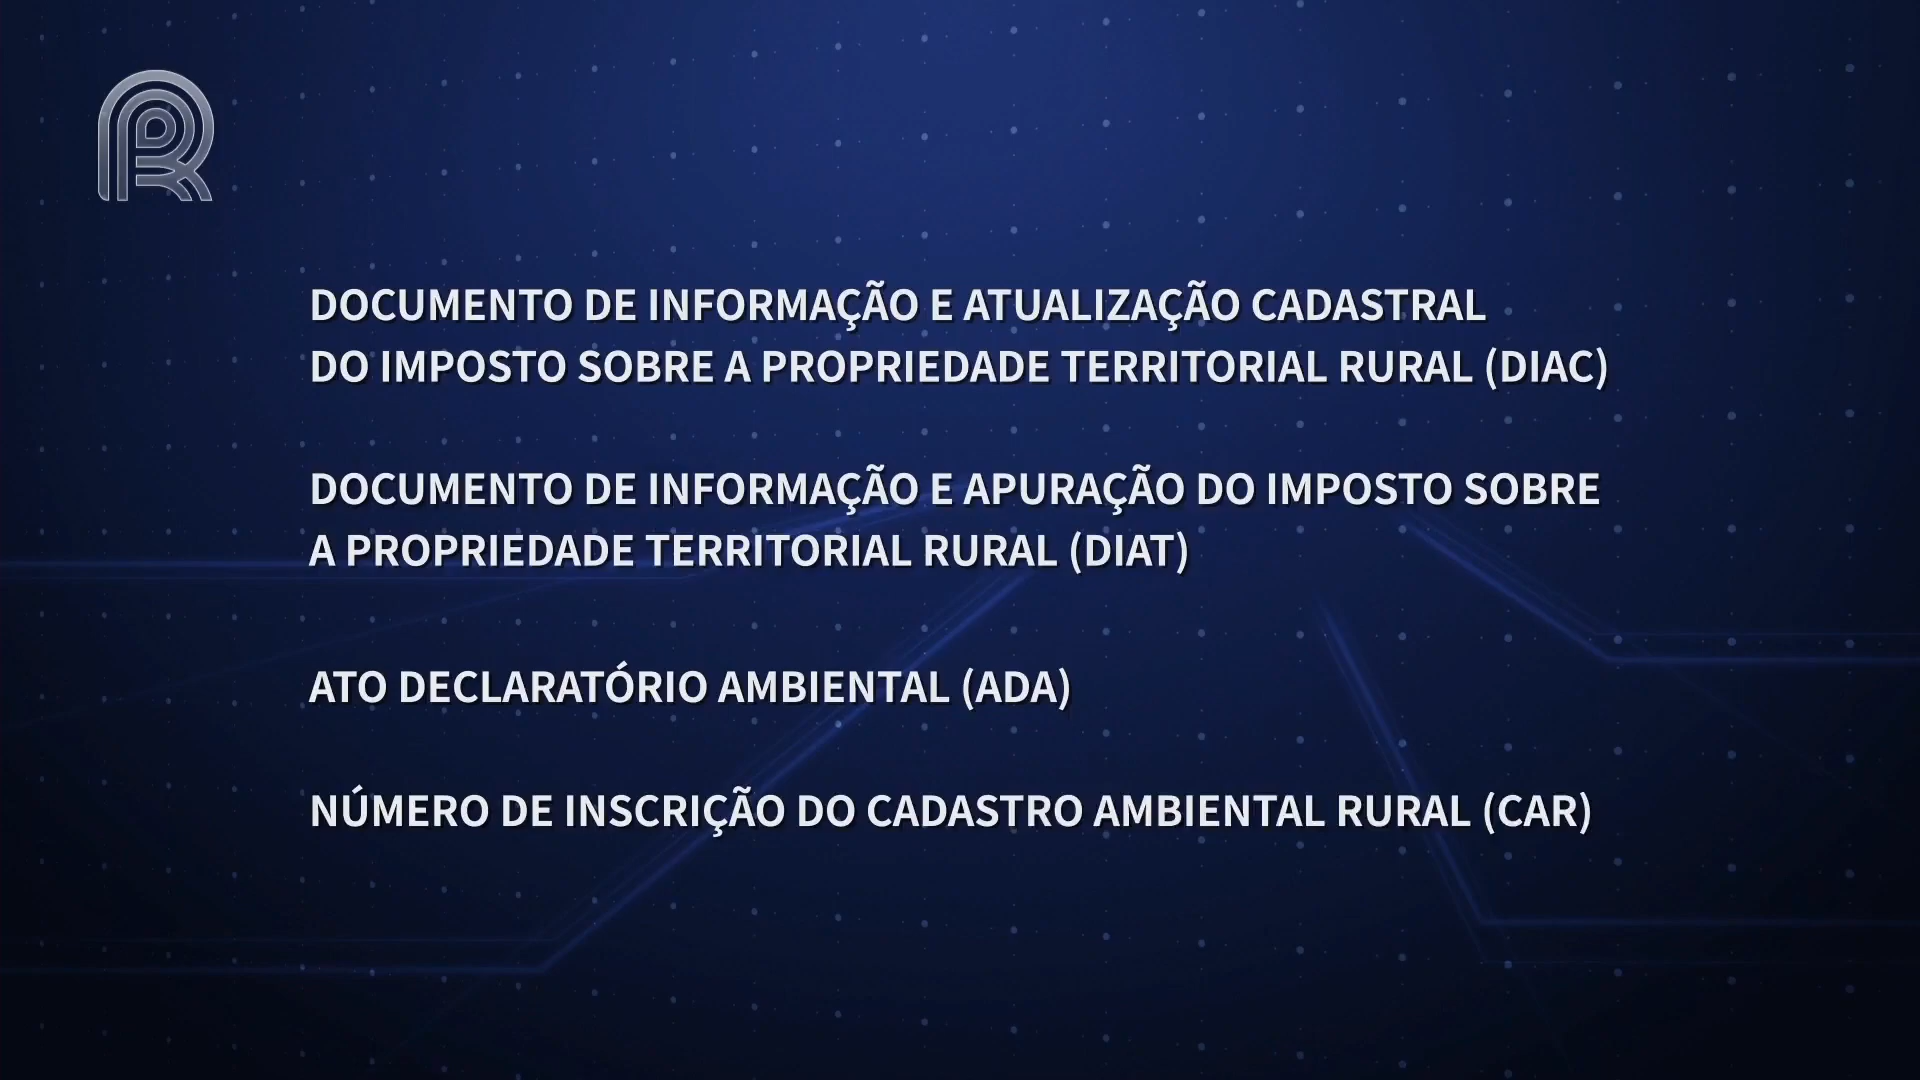 DOCUMENTO DE INFORMAÇÃO E ATUALIZAÇÃO CADASTRAL
DO IMPOSTO SOBRE A PROPRIEDADE TERRITORIAL RURAL (DIAC)
DOCUMENTO DE INFORMAÇÃO E APURAÇÃO DO IMPOSTO SOBRE
A PROPRIEDADE TERRITORIAL RURAL (DIAT)
ATO DECLARATÓRIO AMBIENTAL (ADA)
NÚMERO DE INSCRIÇÃO DO CADASTRO AMBIENTAL RURAL (CAR)